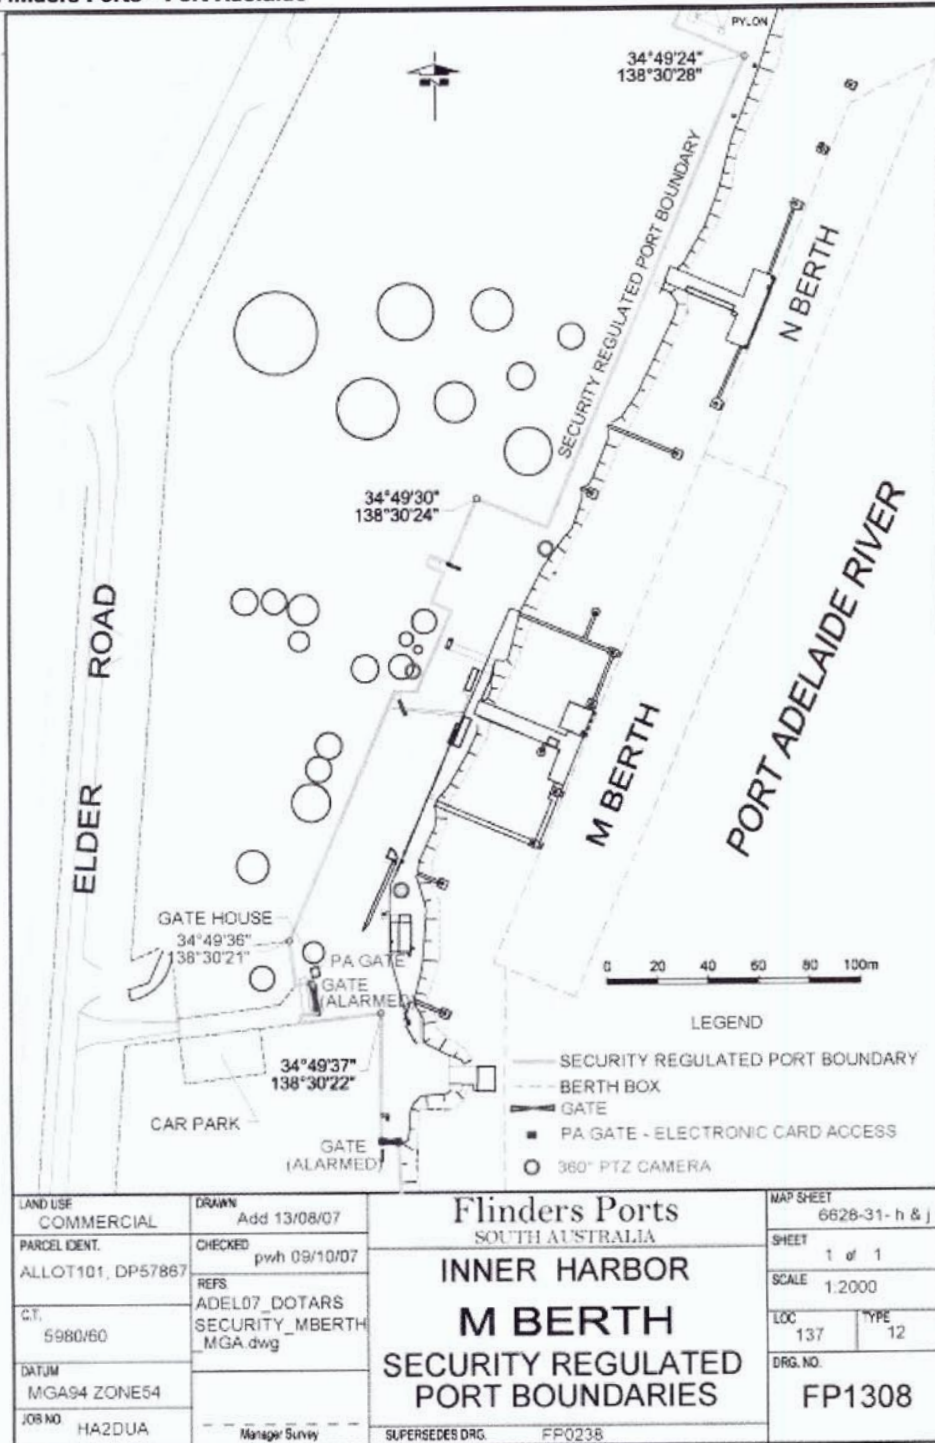 PYLON
34°49'24"
138°30'28"
N
SECURITY REGULATED PORT BOUNDARY
N BERTH
34°49'30"
138°30'24"
ELDER ROAD
M BERTH
PORT ADELAIDE RIVER
GATE HOUSE
34°49'36"
138°30'21"
PA GATE
GATE
(ALARMED)
34°49'37"
138°30'22"
CAR PARK
GATE
(ALARMED)
0 20 40 60 80 100m
LEGEND
SECURITY REGULATED PORT BOUNDARY
BERTH BOX
GATE
PA GATE - ELECTRONIC CARD ACCESS
360° PTZ CAMERA
LAND USE
COMMERCIAL
PARCEL IDENT.
ALLOT101, DP57867
C.T.
5980/60
DATUM
MGA94 ZONE54
JOB NO
HA2DUA
DRAWN
Add 13/08/07
CHECKED
pwh 09/10/07
REFS.
ADEL07_DOTARS
SECURITY_MBERTH
_MGA.dwg
Manager Survey
Flinders Ports
SOUTH AUSTRALIA
INNER HARBOR
M BERTH
SECURITY REGULATED
PORT BOUNDARIES
SUPERSEDES DRG. FP0238
MAP SHEET
6628-31- h & j
SHEET
1 of 1
SCALE
1:2000
LOC
137
TYPE
12
DRG. NO.
FP1308